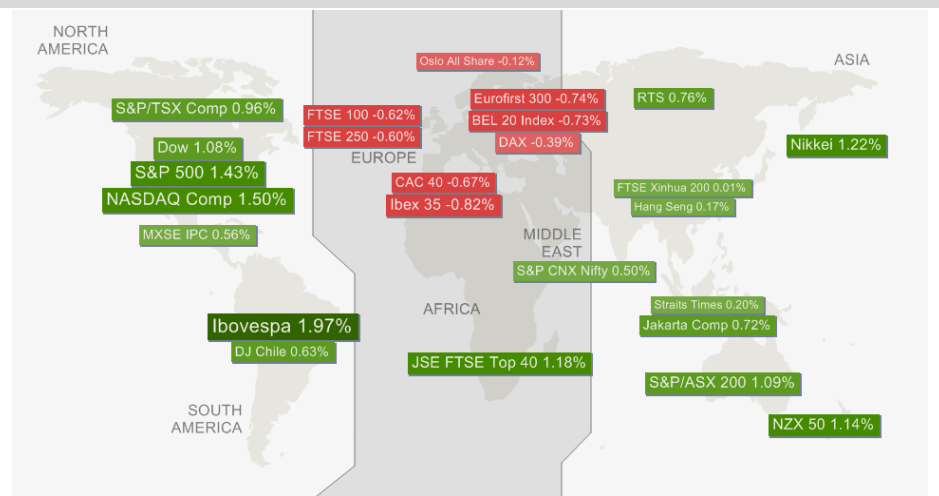 NORTH
AMERICA
S&P/TSX Comp 0.96%
Dow 1.08%
S&P 500 1.43%
NASDAQ Comp 1.50%
MXSE IPC 0.56%
Ibovespa 1.97%
DJ Chile 0.63%
SOUTH
AMERICA
Oslo All Share -0.12%
Eurofirst 300 -0.74%
FTSE 100 -0.62%
BEL 20 Index -0.73%
FTSE 250 -0.60%
DAX -0.39%
EUROPE
CAC 40 -0.67%
Ibex 35 -0.82%
MIDDLE
EAST
S&P CNX Nifty 0.50%
AFRICA
JSE FTSE Top 40 1.18%
ASIA
RTS 0.76%
Nikkei 1.22%
FTSE Xinhua 200 0.01%
Hang Seng 0.17%
Straits Times 0.20%
Jakarta Comp 0.72%
S&P/ASX 200 1.09%
NZX 50 1.14%